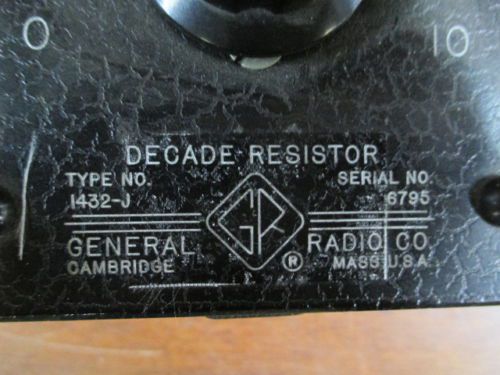 0 10
DECADE RESISTOR
TYPE NO. SERIAL NO.
1432-J 6795
GR
GENERAL RADIO CO
CAMBRIDGE ® MASS U.S.A.